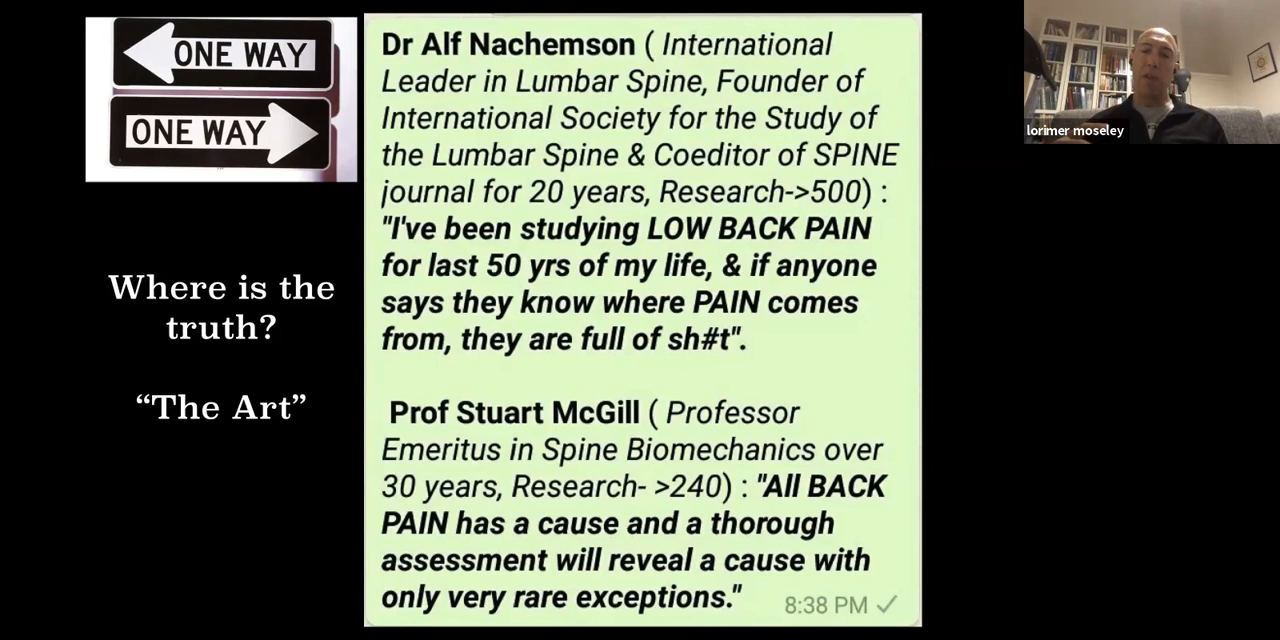 ONE WAY
ONE WAY
Where is the
truth?
“The Art”
Dr Alf Nachemson ( International
Leader in Lumbar Spine, Founder of
International Society for the Study of
the Lumbar Spine & Coeditor of SPINE
journal for 20 years, Research->500) :
"I've been studying LOW BACK PAIN
for last 50 yrs of my life, & if anyone
says they know where PAIN comes
from, they are full of sh#t".
Prof Stuart McGill ( Professor
Emeritus in Spine Biomechanics over
30 years, Research- >240) : "All BACK
PAIN has a cause and a thorough
assessment will reveal a cause with
only very rare exceptions."
8:38 PM
lorimer moseley